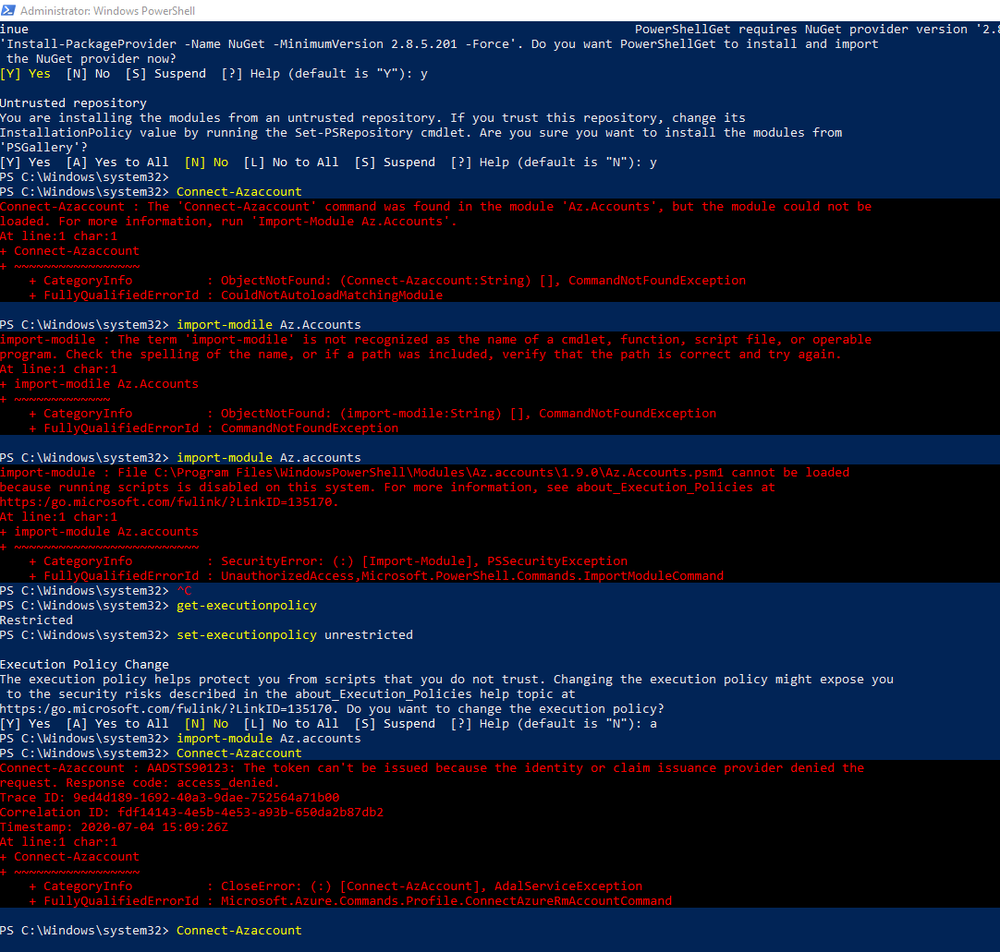 Administrator: Windows PowerShell
inue PowerShellGet requires NuGet provider version '2.8
'Install-PackageProvider -Name NuGet -MinimumVersion 2.8.5.201 -Force'. Do you want PowerShellGet to install and import
the NuGet provider now?
[Y] Yes [N] No [S] Suspend [?] Help (default is "Y"): y
Untrusted repository
You are installing the modules from an untrusted repository. If you trust this repository, change its
InstallationPolicy value by running the Set-PSRepository cmdlet. Are you sure you want to install the modules from
'PSGallery'?
[Y] Yes [A] Yes to All [N] No [L] No to All [S] Suspend [?] Help (default is "N"): y
PS C:\Windows\system32>
PS C:\Windows\system32> Connect-Azaccount
Connect-Azaccount : The 'Connect-Azaccount' command was found in the module 'Az.Accounts', but the module could not be
loaded. For more information, run 'Import-Module Az.Accounts'.
At line:1 char:1
+ Connect-Azaccount
+ ~~~~~~~~~~~~~~~~~
+ CategoryInfo : ObjectNotFound: (Connect-Azaccount:String) [], CommandNotFoundException
+ FullyQualifiedErrorId : CouldNotAutoloadMatchingModule
PS C:\Windows\system32> import-modile Az.Accounts
import-modile : The term 'import-modile' is not recognized as the name of a cmdlet, function, script file, or operable
program. Check the spelling of the name, or if a path was included, verify that the path is correct and try again.
At line:1 char:1
+ import-modile Az.Accounts
+ ~~~~~~~~~~~~~
+ CategoryInfo : ObjectNotFound: (import-modile:String) [], CommandNotFoundException
+ FullyQualifiedErrorId : CommandNotFoundException
PS C:\Windows\system32> import-module Az.accounts
import-module : File C:\Program Files\WindowsPowerShell\Modules\Az.accounts\1.9.0\Az.Accounts.psm1 cannot be loaded
because running scripts is disabled on this system. For more information, see about_Execution_Policies at
https:/go.microsoft.com/fwlink/?LinkID=135170.
At line:1 char:1
+ import-module Az.accounts
+ ~~~~~~~~~~~~~~~~~~~~~~~~~
+ CategoryInfo : SecurityError: (:) [Import-Module], PSSecurityException
+ FullyQualifiedErrorId : UnauthorizedAccess,Microsoft.PowerShell.Commands.ImportModuleCommand
PS C:\Windows\system32> ^C
PS C:\Windows\system32> get-executionpolicy
Restricted
PS C:\Windows\system32> set-executionpolicy unrestricted
Execution Policy Change
The execution policy helps protect you from scripts that you do not trust. Changing the execution policy might expose you
to the security risks described in the about_Execution_Policies help topic at
https:/go.microsoft.com/fwlink/?LinkID=135170. Do you want to change the execution policy?
[Y] Yes [A] Yes to All [N] No [L] No to All [S] Suspend [?] Help (default is "N"): a
PS C:\Windows\system32> import-module Az.accounts
PS C:\Windows\system32> Connect-Azaccount
Connect-Azaccount : AADSTS90123: The token can't be issued because the identity or claim issuance provider denied the
request. Response code: access_denied.
Trace ID: 9ed4d189-1692-40a3-9dae-752564a71b00
Correlation ID: fdf14143-4e5b-4e53-a93b-650da2b87db2
Timestamp: 2020-07-04 15:09:26Z
At line:1 char:1
+ Connect-Azaccount
+ ~~~~~~~~~~~~~~~~~
+ CategoryInfo : CloseError: (:) [Connect-AzAccount], AdalServiceException
+ FullyQualifiedErrorId : Microsoft.Azure.Commands.Profile.ConnectAzureRmAccountCommand
PS C:\Windows\system32> Connect-Azaccount